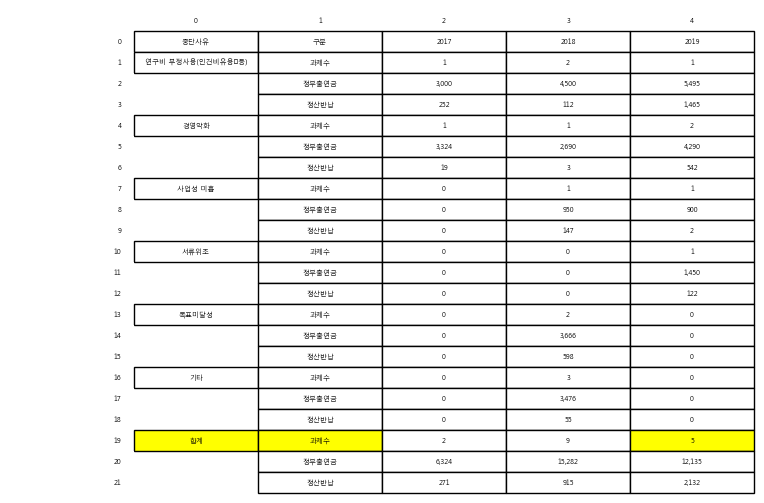 0 1 2 3 4
0 중단사유 구분 2017 2018 2019
1 연구비 부정사용(인건비유용□등) 과제수 1 2 1
2 정부출연금 3,000 4,500 5,495
3 정산반납 252 112 1,465
4 경영악화 과제수 1 1 2
5 정부출연금 3,324 2,690 4,290
6 정산반납 19 3 542
7 사업성 미흡 과제수 0 1 1
8 정부출연금 0 950 900
9 정산반납 0 147 2
10 서류위조 과제수 0 0 1
11 정부출연금 0 0 1,450
12 정산반납 0 0 122
13 목표미달성 과제수 0 2 0
14 정부출연금 0 3,666 0
15 정산반납 0 598 0
16 기타 과제수 0 3 0
17 정부출연금 0 3,476 0
18 정산반납 0 55 0
19 합계 과제수 2 9 5
20 정부출연금 6,324 15,282 12,135
21 정산반납 271 915 2,132